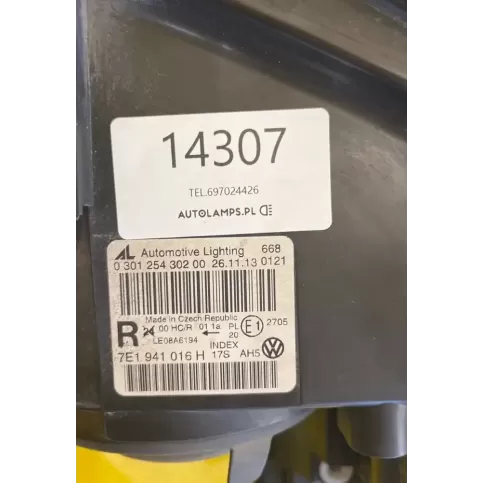 14307
TEL.697024426
AUTOLAMPS.PL
AL Automotive Lighting 668
0 301 254 302 00 26.11.13 0121
Made in Czech Republic
R 00 HC/R 01 1a PL E1 2705
20
LE08A6194 INDEX
7E1 941 016 H 17S AH5 VW